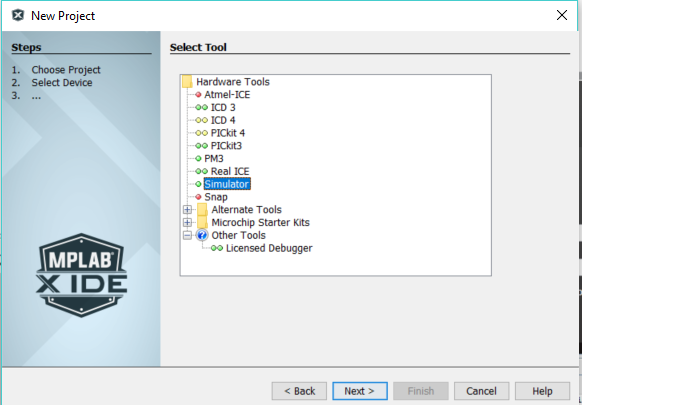 New Project
Steps
1. Choose Project
2. Select Device
3. ...
Select Tool
Hardware Tools
Atmel-ICE
ICD 3
ICD 4
PICkit 4
PICkit3
PM3
Real ICE
Simulator
Snap
Alternate Tools
Microchip Starter Kits
Other Tools
Licensed Debugger
MPLAB
X IDE
< Back
Next >
Finish
Cancel
Help